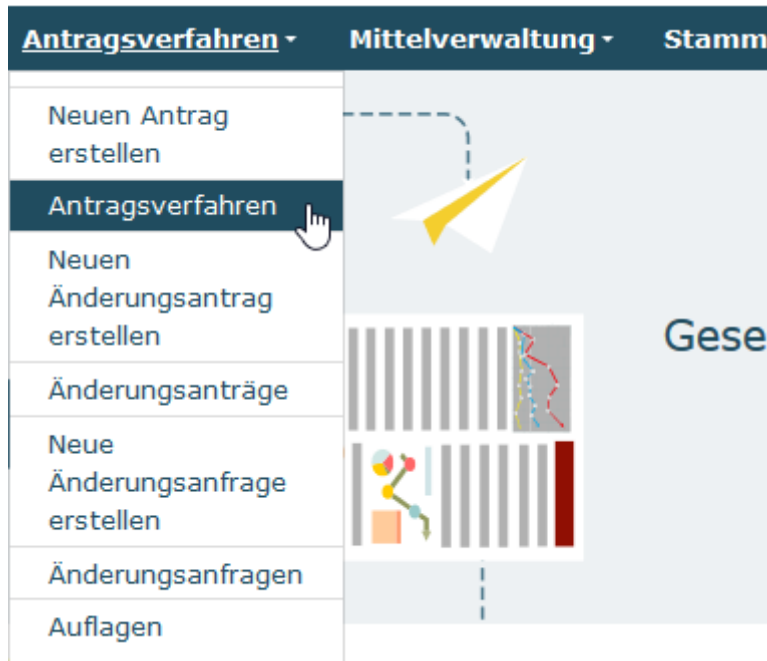 Antragsverfahren Mittelverwaltung Stamm
Neuen Antrag
erstellen
Antragsverfahren
Neuen
Änderungsantrag
erstellen
Änderungsanträge
Neue
Änderungsanfrage
erstellen
Änderungsanfragen
Auflagen
Gese